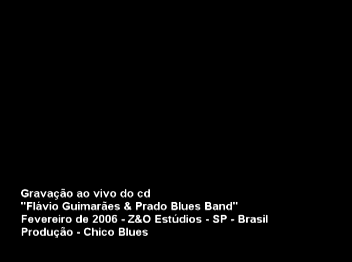 Gravação ao vivo do cd
"Flávio Guimarães & Prado Blues Band"
Fevereiro de 2006 - Z&O Estúdios - SP - Brasil
Produção - Chico Blues